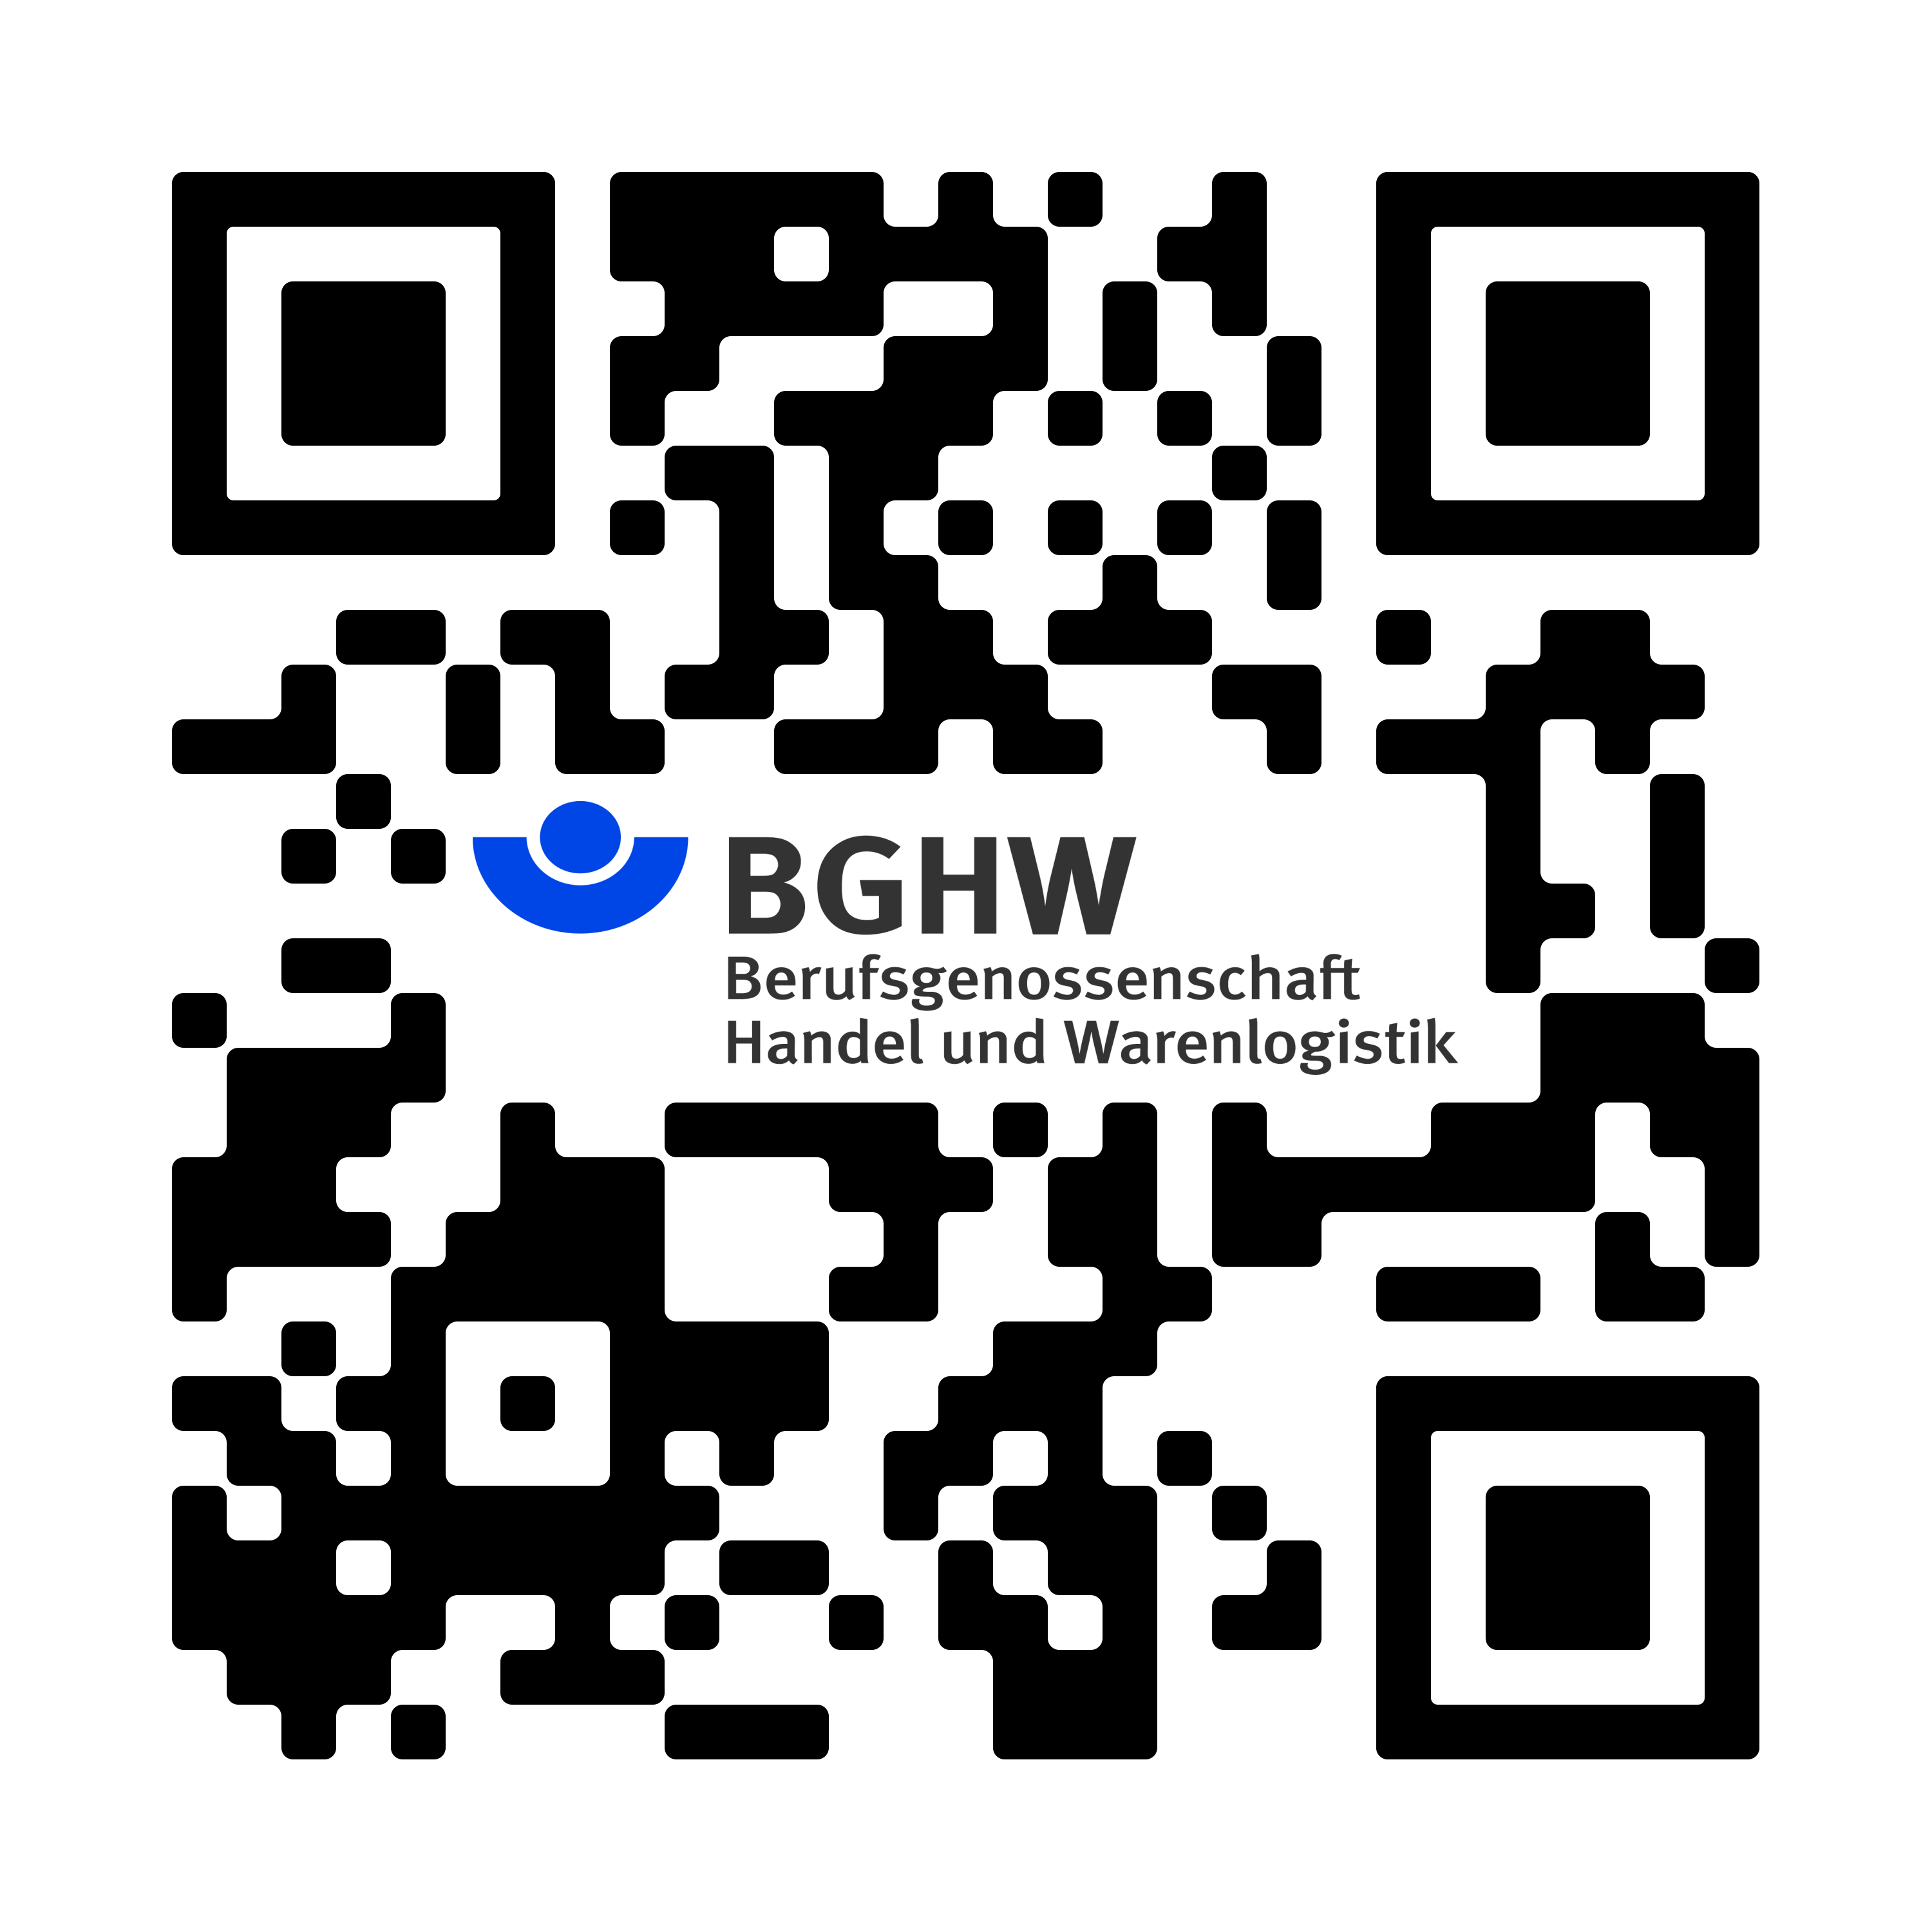 BGHW
Berufsgenossenschaft
Handel und Warenlogistik